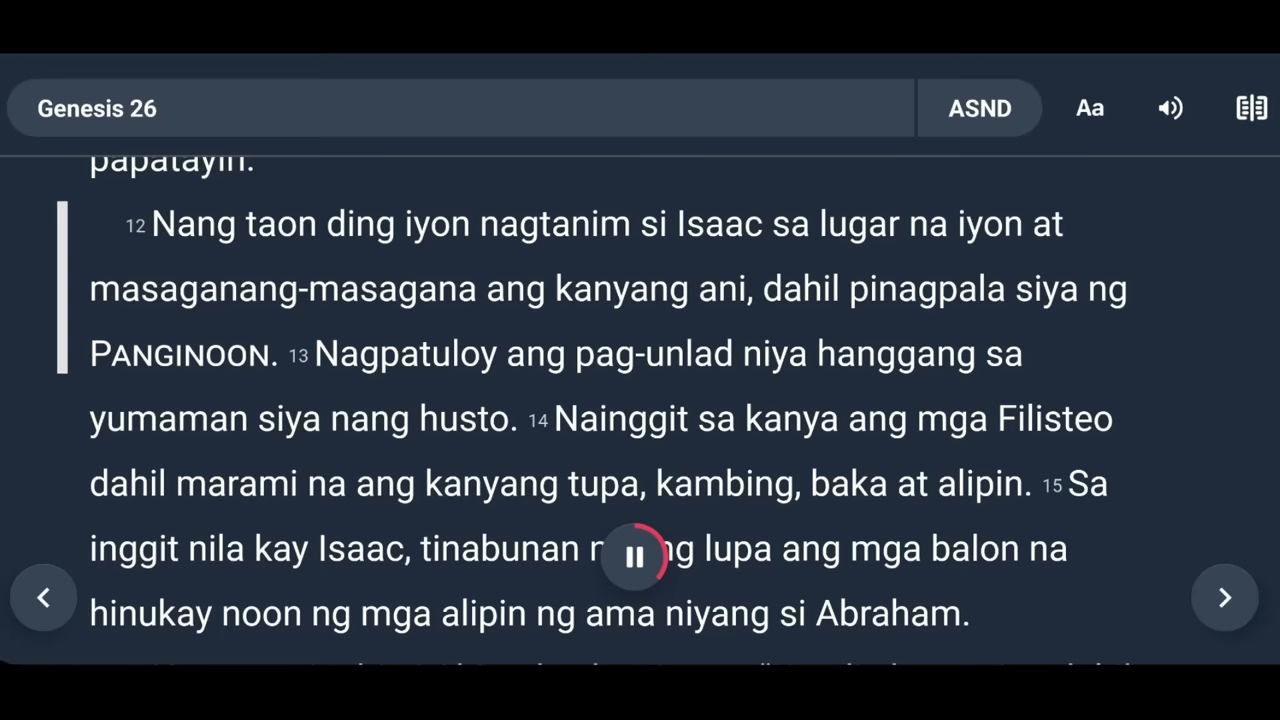 Genesis 26 ASND Aa
papatayin.
12 Nang taon ding iyon nagtanim si Isaac sa lugar na iyon at
masaganang-masagana ang kanyang ani, dahil pinagpala siya ng
PANGINOON. 13 Nagpatuloy ang pag-unlad niya hanggang sa
yumaman siya nang husto. 14 Nainggit sa kanya ang mga Filisteo
dahil marami na ang kanyang tupa, kambing, baka at alipin. 15 Sa
inggit nila kay Isaac, tinabunan lupa ang mga balon na
hinukay noon ng mga alipin ng ama niyang si Abraham.